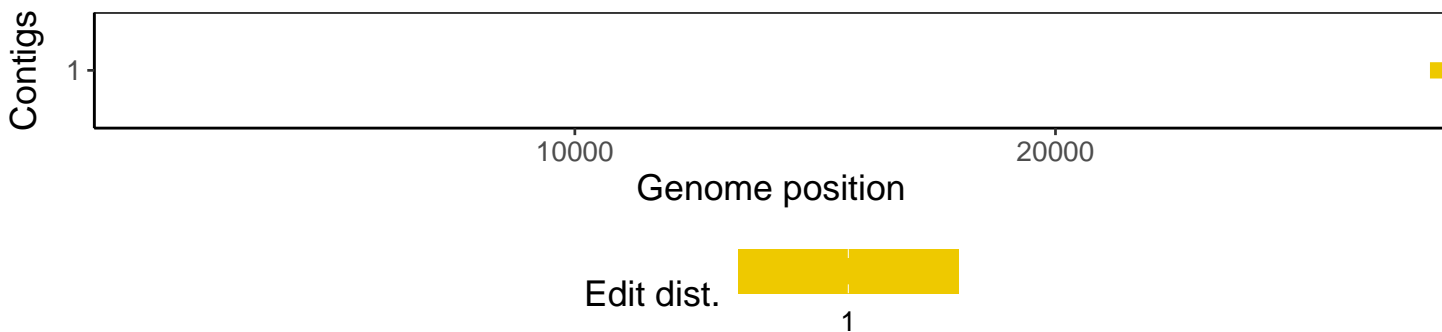 Contigs
1
10000 20000
Genome position
Edit dist.
1